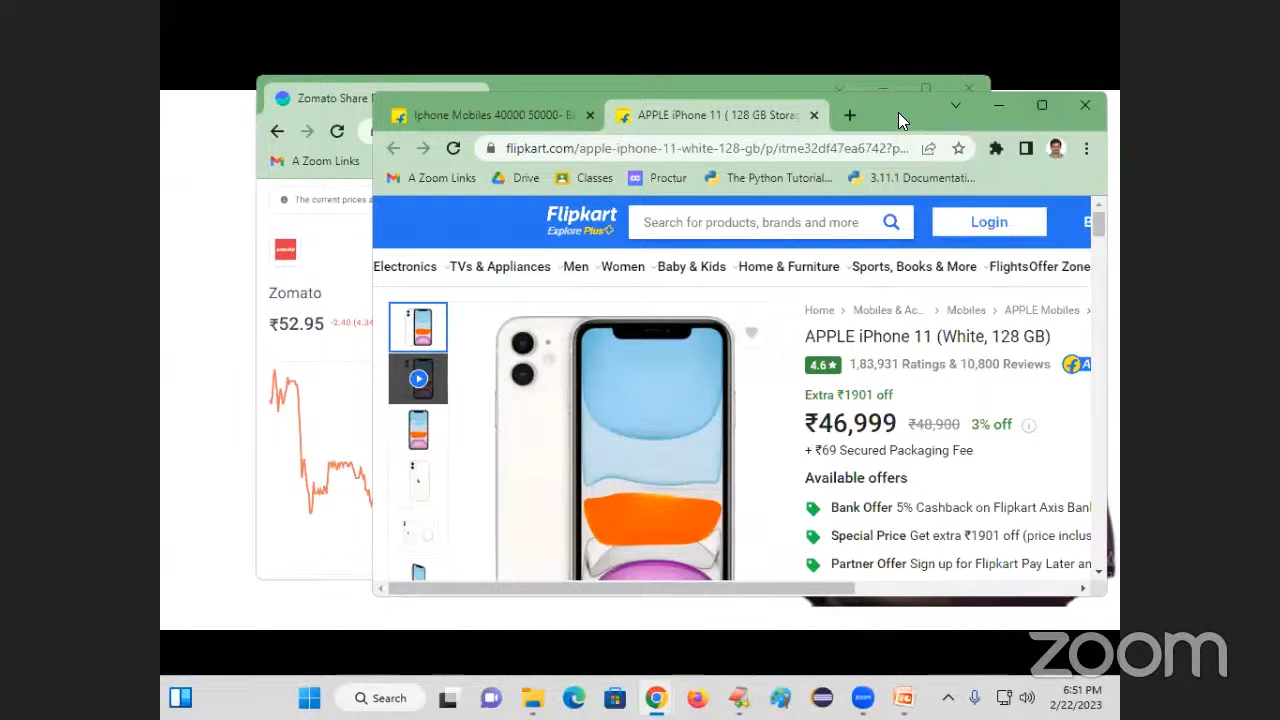 Zomato Share
Iphone Mobiles 40000 50000- B
APPLE iPhone 11 ( 128 GB Storag
flipkart.com/apple-iphone-11-white-128-gb/p/itme32df47ea6742?p...
A Zoom Links
A Zoom Links
Drive
Classes
Proctur
The Python Tutorial...
3.11.1 Documentati...
The current prices a
Flipkart
Explore Plus
Search for products, brands and more
Login
Electronics
TVs & Appliances
Men
Women
Baby & Kids
Home & Furniture
Sports, Books & More
Flights
Offer Zone
Zomato
₹52.95
-2.40 (4.34
Home > Mobiles & Ac... > Mobiles > APPLE Mobiles >
APPLE iPhone 11 (White, 128 GB)
4.6★ 1,83,931 Ratings & 10,800 Reviews
Extra ₹1901 off
₹46,999 ₹48,900 3% off
+ ₹69 Secured Packaging Fee
Available offers
Bank Offer 5% Cashback on Flipkart Axis Ban
Special Price Get extra ₹1901 off (price inclus
Partner Offer Sign up for Flipkart Pay Later an
zoom
Search
6:51 PM
2/22/2023